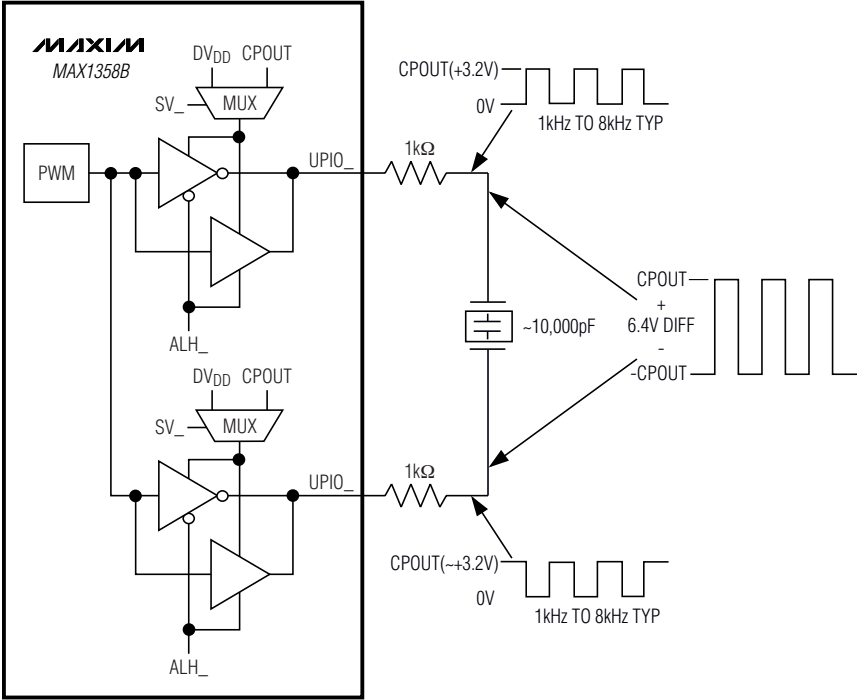 MAXIM
MAX1358B
DVDD CPOUT
SV_
MUX
PWM
UPIO_
ALH_
DVDD CPOUT
SV_
MUX
UPIO_
ALH_
1kΩ
CPOUT(+3.2V)
0V
1kHz TO 8kHz TYP
~10,000pF
CPOUT
+
6.4V DIFF
-
-CPOUT
1kΩ
CPOUT(~+3.2V)
0V
1kHz TO 8kHz TYP